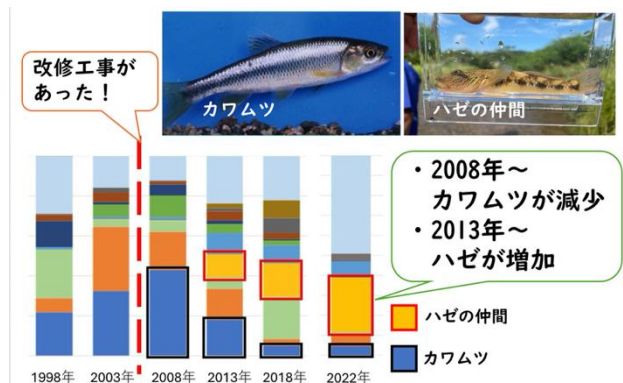 改修工事が
あった！
カワムツ
ハゼの仲間
・2008年～
カワムツが減少
・2013年～
ハゼが増加
ハゼの仲間
カワムツ
1998年 2003年 2008年 2013年 2018年 2022年